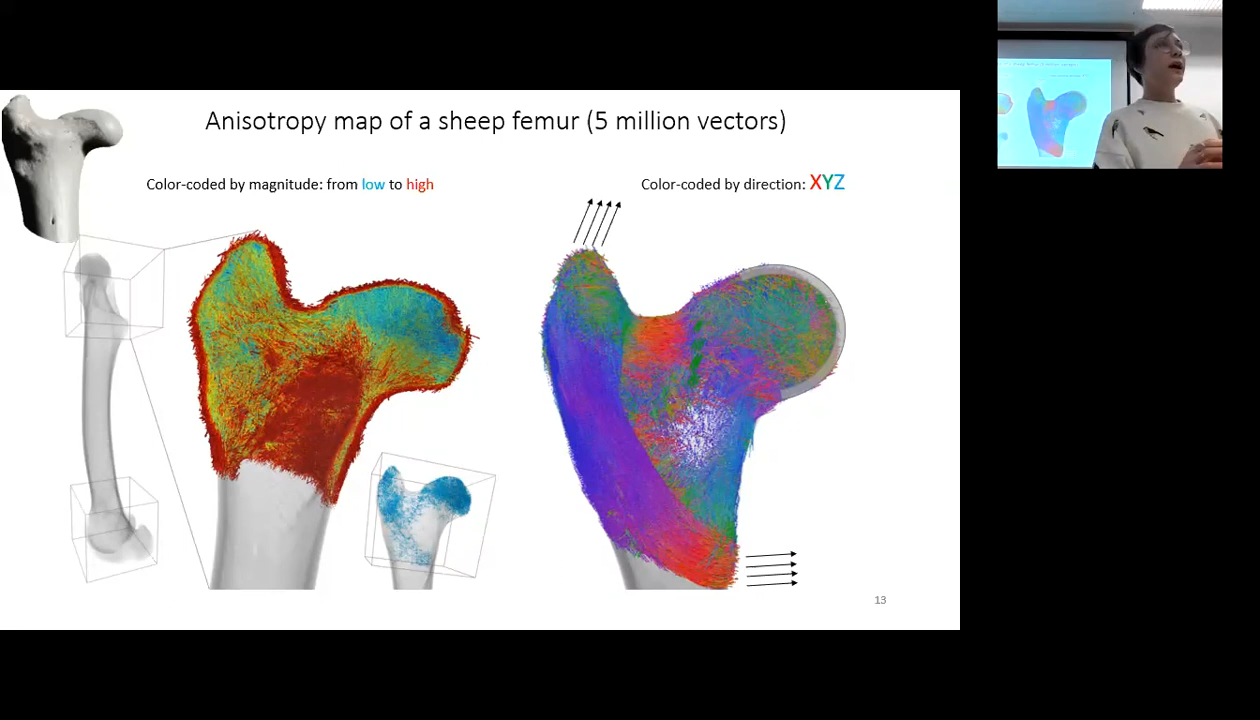 Anisotropy map of a sheep femur (5 million vectors)
Color-coded by magnitude: from low to high
Color-coded by direction: XYZ
13